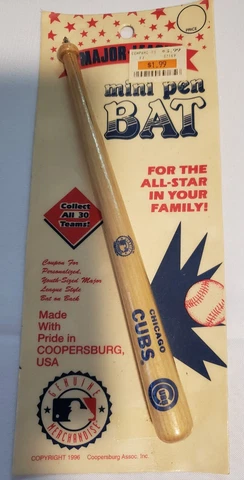 PRICE
MAJOR
$1.99
mini pen
BAT
FOR THE
ALL-STAR
IN YOUR
FAMILY!
Collect
All 30
Teams!
Coupon For
Personalized,
Youth-Sized Major
League Style
Bat on Back
CHICAGO
CUBS
Made
With
Pride in
COOPERSBURG,
USA
GENUINE
MERCHANDISE
COPYRIGHT 1996 Coopersburg Assoc. Inc.